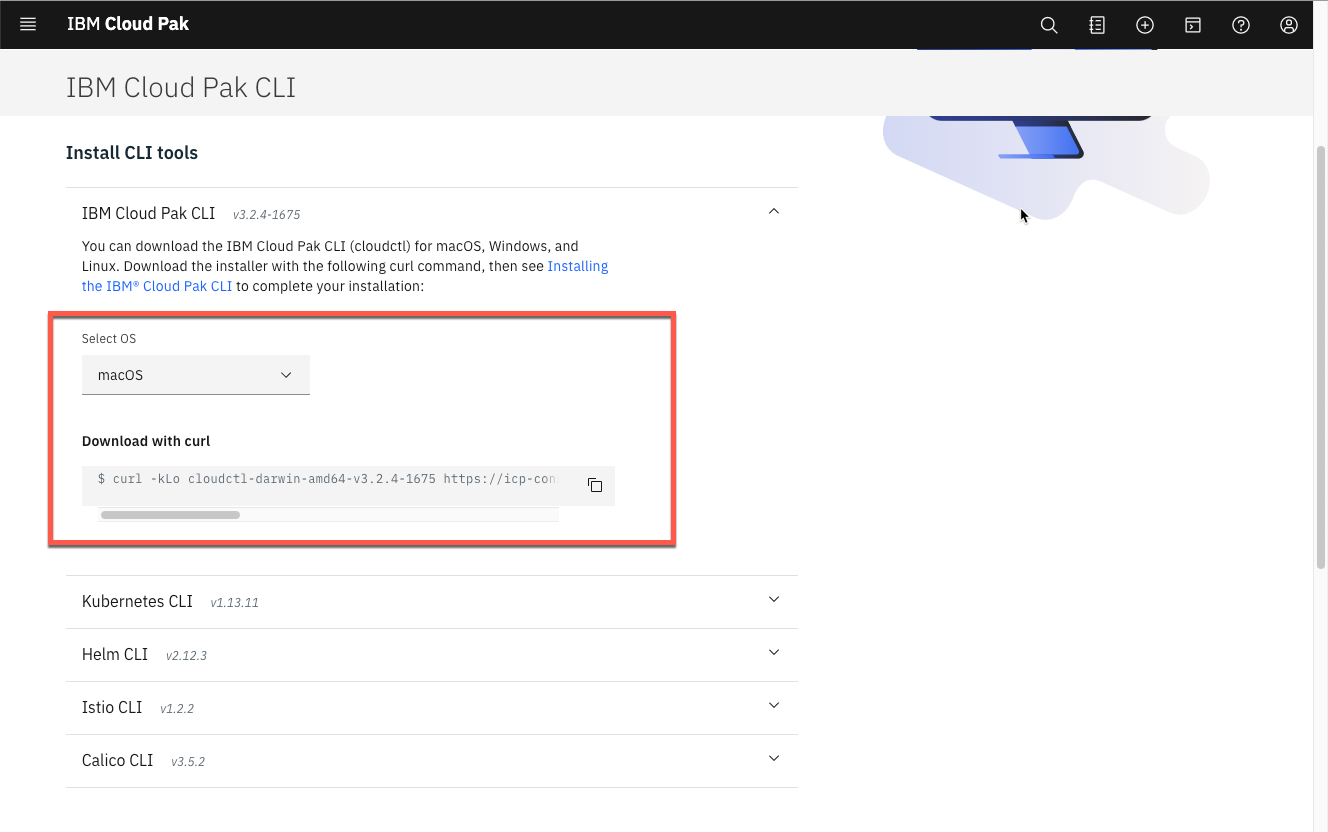 IBM Cloud Pak
IBM Cloud Pak CLI
Install CLI tools
IBM Cloud Pak CLI v3.2.4-1675
You can download the IBM Cloud Pak CLI (cloudctl) for macOS, Windows, and
Linux. Download the installer with the following curl command, then see Installing
the IBM® Cloud Pak CLI to complete your installation:
Select OS
macOS
Download with curl
$ curl -kLo cloudctl-darwin-amd64-v3.2.4-1675 https://icp-con
Kubernetes CLI v1.13.11
Helm CLI v2.12.3
Istio CLI v1.2.2
Calico CLI v3.5.2